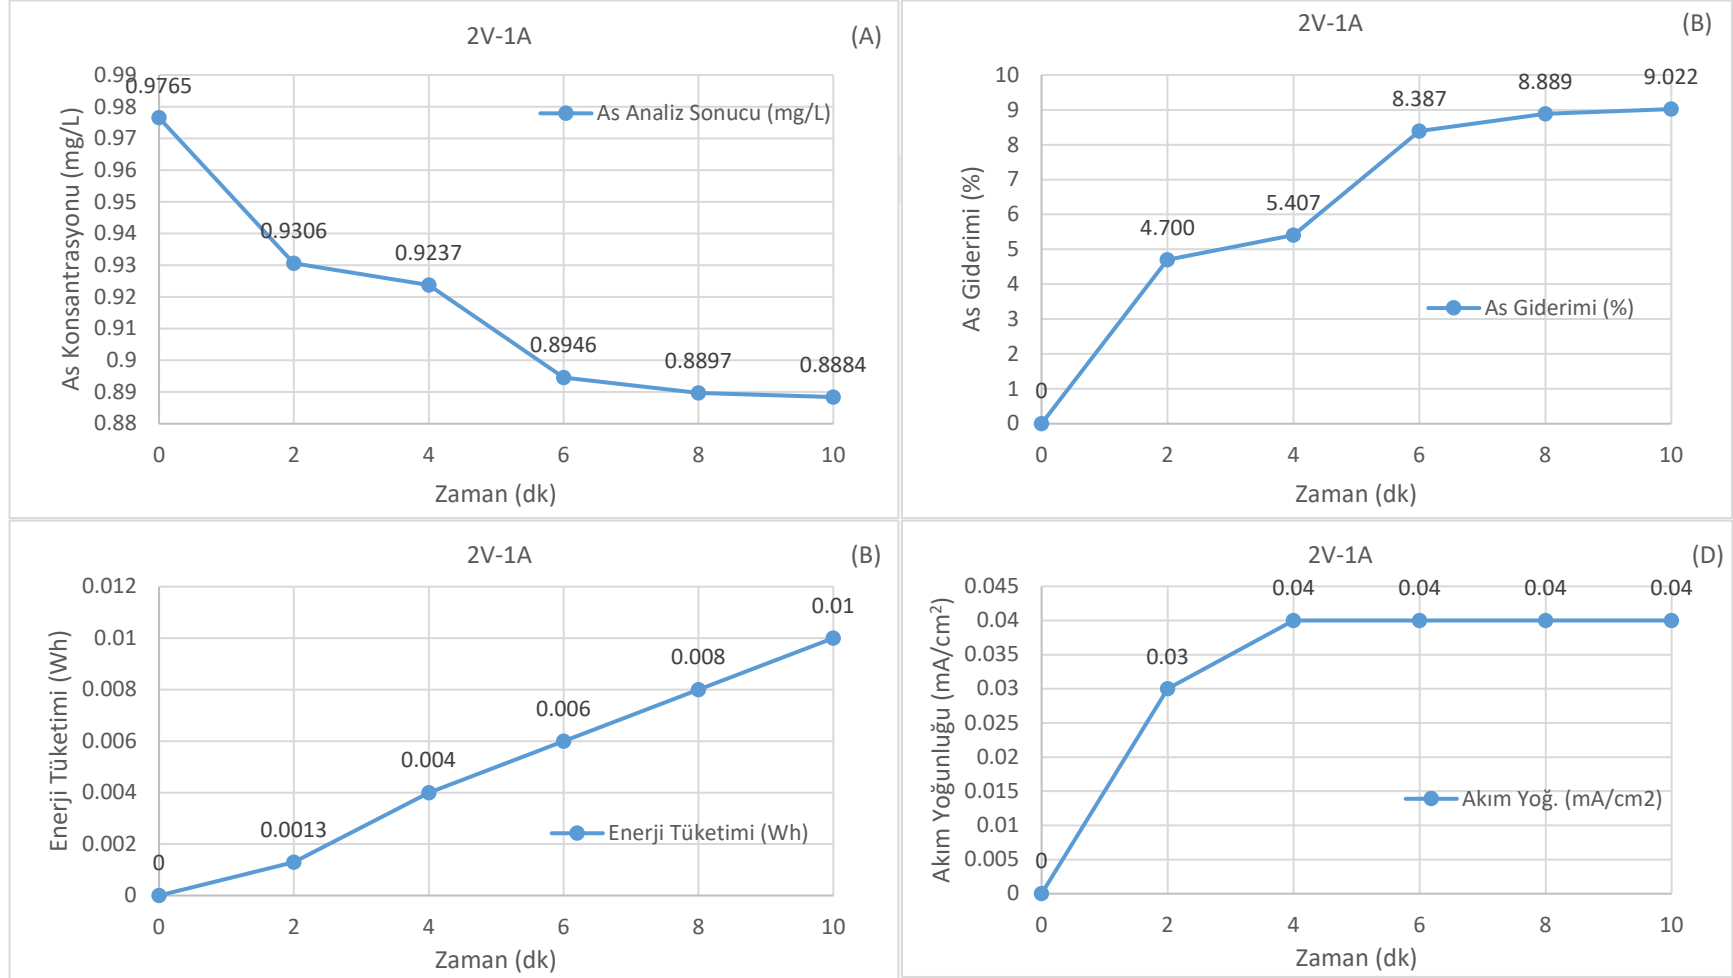 2V-1A
(A)
0.99
0.98
0.97
0.96
0.95
0.94
0.93
0.92
0.91
0.9
0.89
0.88
As Konsantrasyonu (mg/L)
0.9765
0.9306
0.9237
0.8946
0.8897
0.8884
As Analiz Sonucu (mg/L)
0 2 4 6 8 10
Zaman (dk)
2V-1A
(B)
10
9
8
7
6
5
4
3
2
1
0
As Giderimi (%)
0
4.700
5.407
8.387
8.889
9.022
As Giderimi (%)
0 2 4 6 8 10
Zaman (dk)
2V-1A
(B)
0.012
0.01
0.008
0.006
0.004
0.002
0
Enerji Tüketimi (Wh)
0
0.0013
0.004
0.006
0.008
0.01
Enerji Tüketimi (Wh)
0 2 4 6 8 10
Zaman (dk)
2V-1A
(D)
0.045
0.04
0.035
0.03
0.025
0.02
0.015
0.01
0.005
0
Akım Yoğunluğu (mA/cm²)
0
0.03
0.04
0.04
0.04
0.04
Akım Yoğ. (mA/cm2)
0 2 4 6 8 10
Zaman (dk)